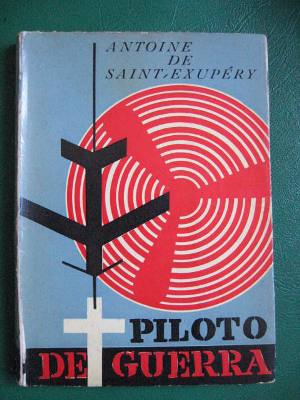 ANTOINE
DE
SAINT-EXUPÉRY
PILOTO
DE GUERRA